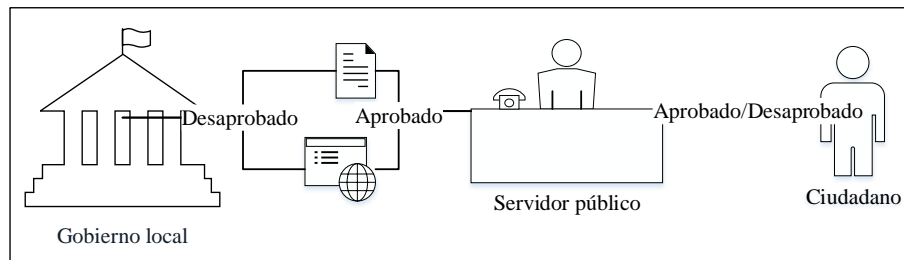 Desaprobado
Aprobado
Aprobado/Desaprobado
Servidor público
Ciudadano
Gobierno local